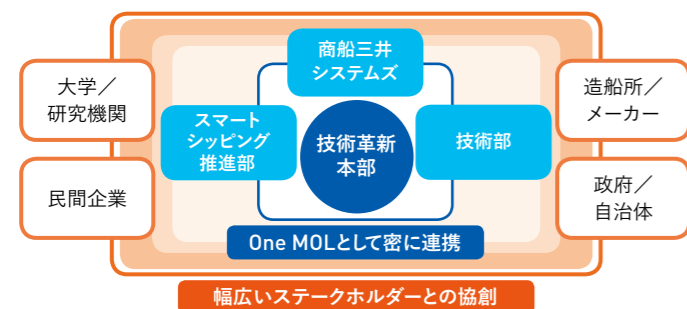 商船三井
システムズ
大学／
研究機関
造船所／
メーカー
スマート
シッピング
推進部
技術革新
本部
技術部
民間企業
政府／
自治体
One MOLとして密に連携
幅広いステークホルダーとの協創